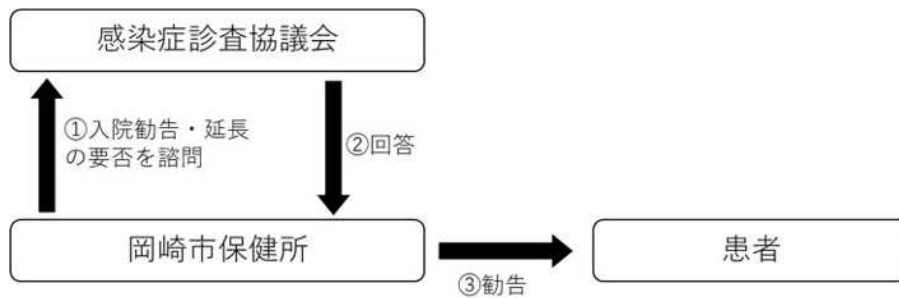 感染症診査協議会
①入院勧告・延長
の要否を諮問
②回答
岡崎市保健所
③勧告
患者